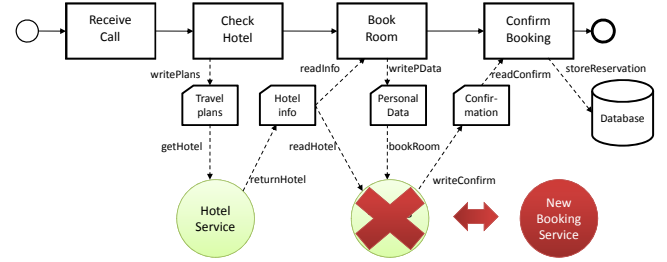 Receive
Call
Check
Hotel
Book
Room
Confirm
Booking
writePlans
readInfo
writePData
readConfirm
storeReservation
Travel
plans
Hotel
info
Personal
Data
Confir-
mation
Database
getHotel
returnHotel
readHotel
bookRoom
writeConfirm
Hotel
Service
New
Booking
Service